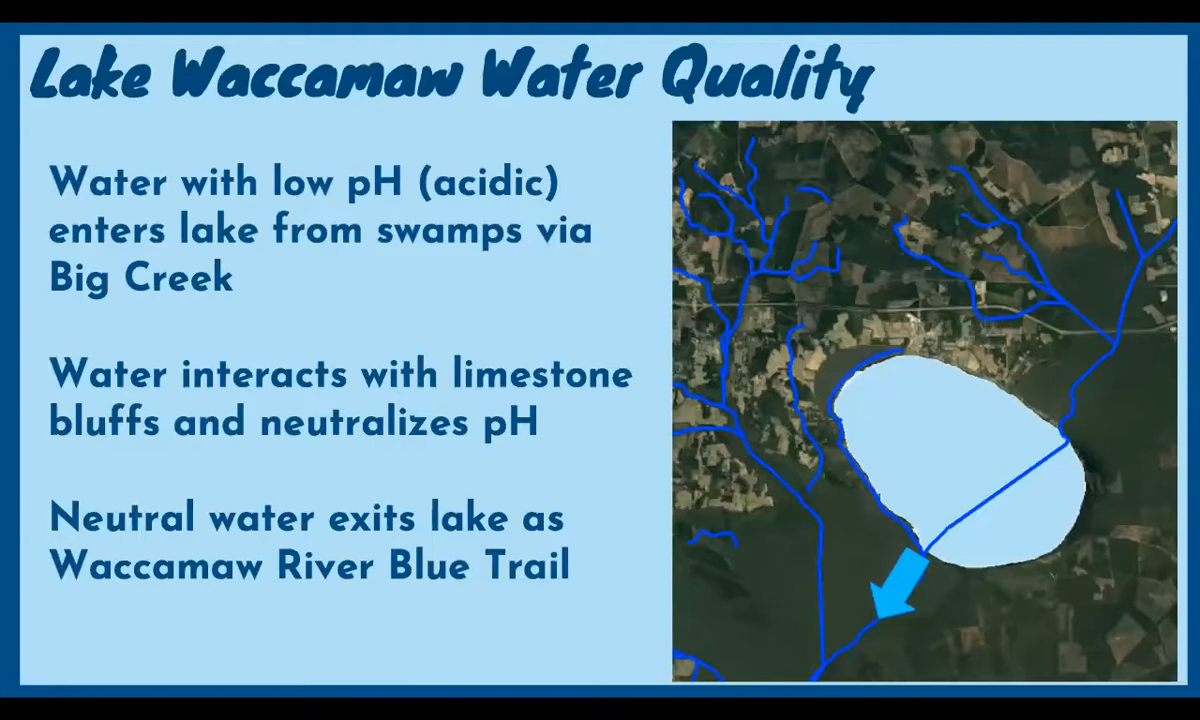 Lake Waccamaw Water Quality
Water with low pH (acidic)
enters lake from swamps via
Big Creek
Water interacts with limestone
bluffs and neutralizes pH
Neutral water exits lake as
Waccamaw River Blue Trail